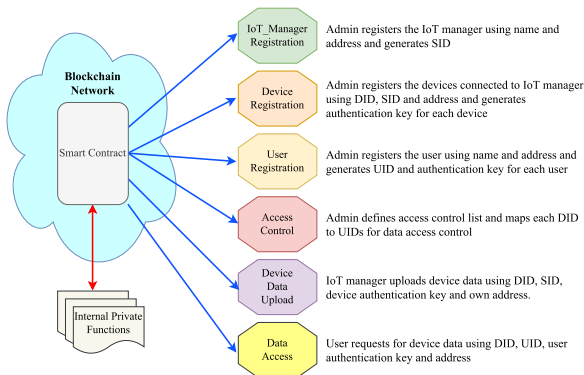 Blockchain
Network
Smart Contract
Internal Private
Functions
IoT_Manager
Registration
Admin registers the IoT manager using name and
address and generates SID
Device
Registration
Admin registers the devices connected to IoT manager
using DID, SID and address and generates
authentication key for each device
User
Registration
Admin registers the user using name and address and
generates UID and authentication key for each user
Access
Control
Admin defines access control list and maps each DID
to UIDs for data access control
Device
Data
Upload
IoT manager uploads device data using DID, SID,
device authentication key and own address.
Data
Access
User requests for device data using DID, UID, user
authentication key and address